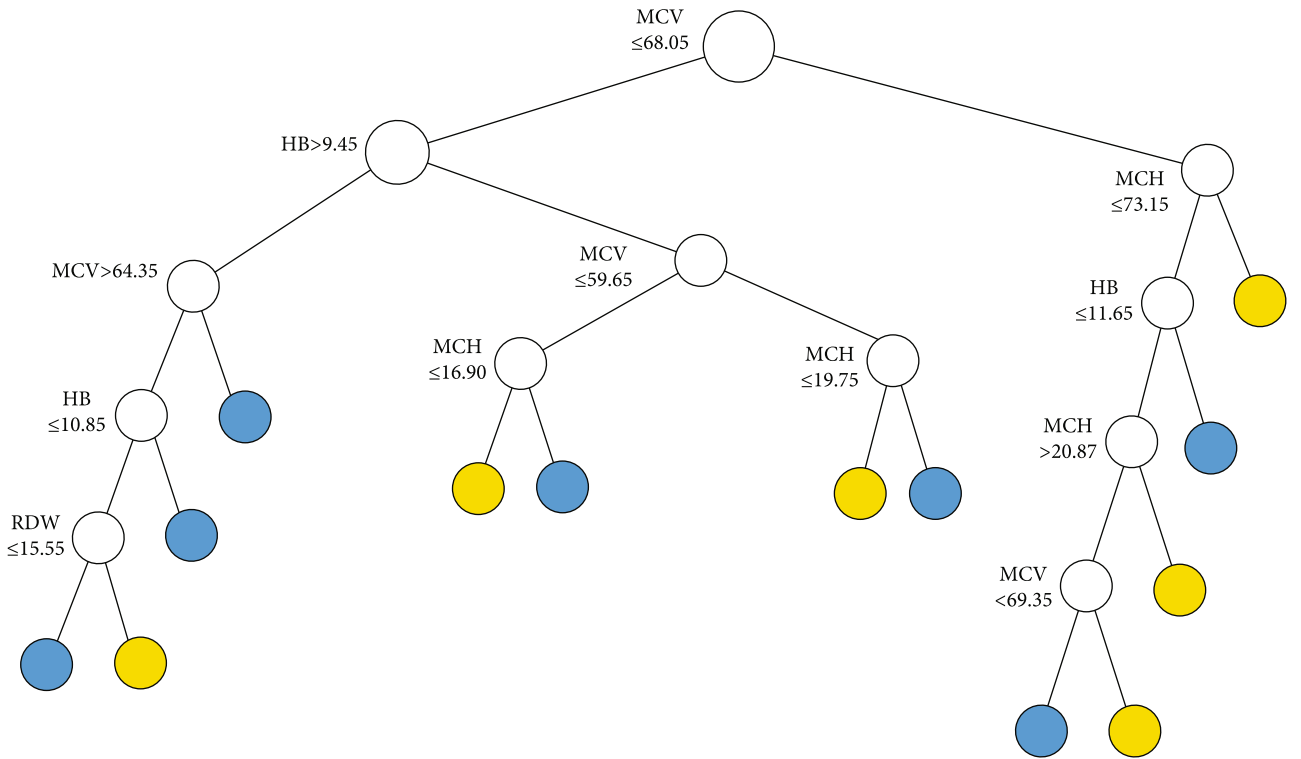 MCV
≤68.05
HB>9.45
MCH
≤73.15
MCV
≤59.65
MCV>64.35
HB
≤11.65
MCH
≤16.90
MCH
≤19.75
HB
≤10.85
MCH
>20.87
RDW
≤15.55
MCV
<69.35